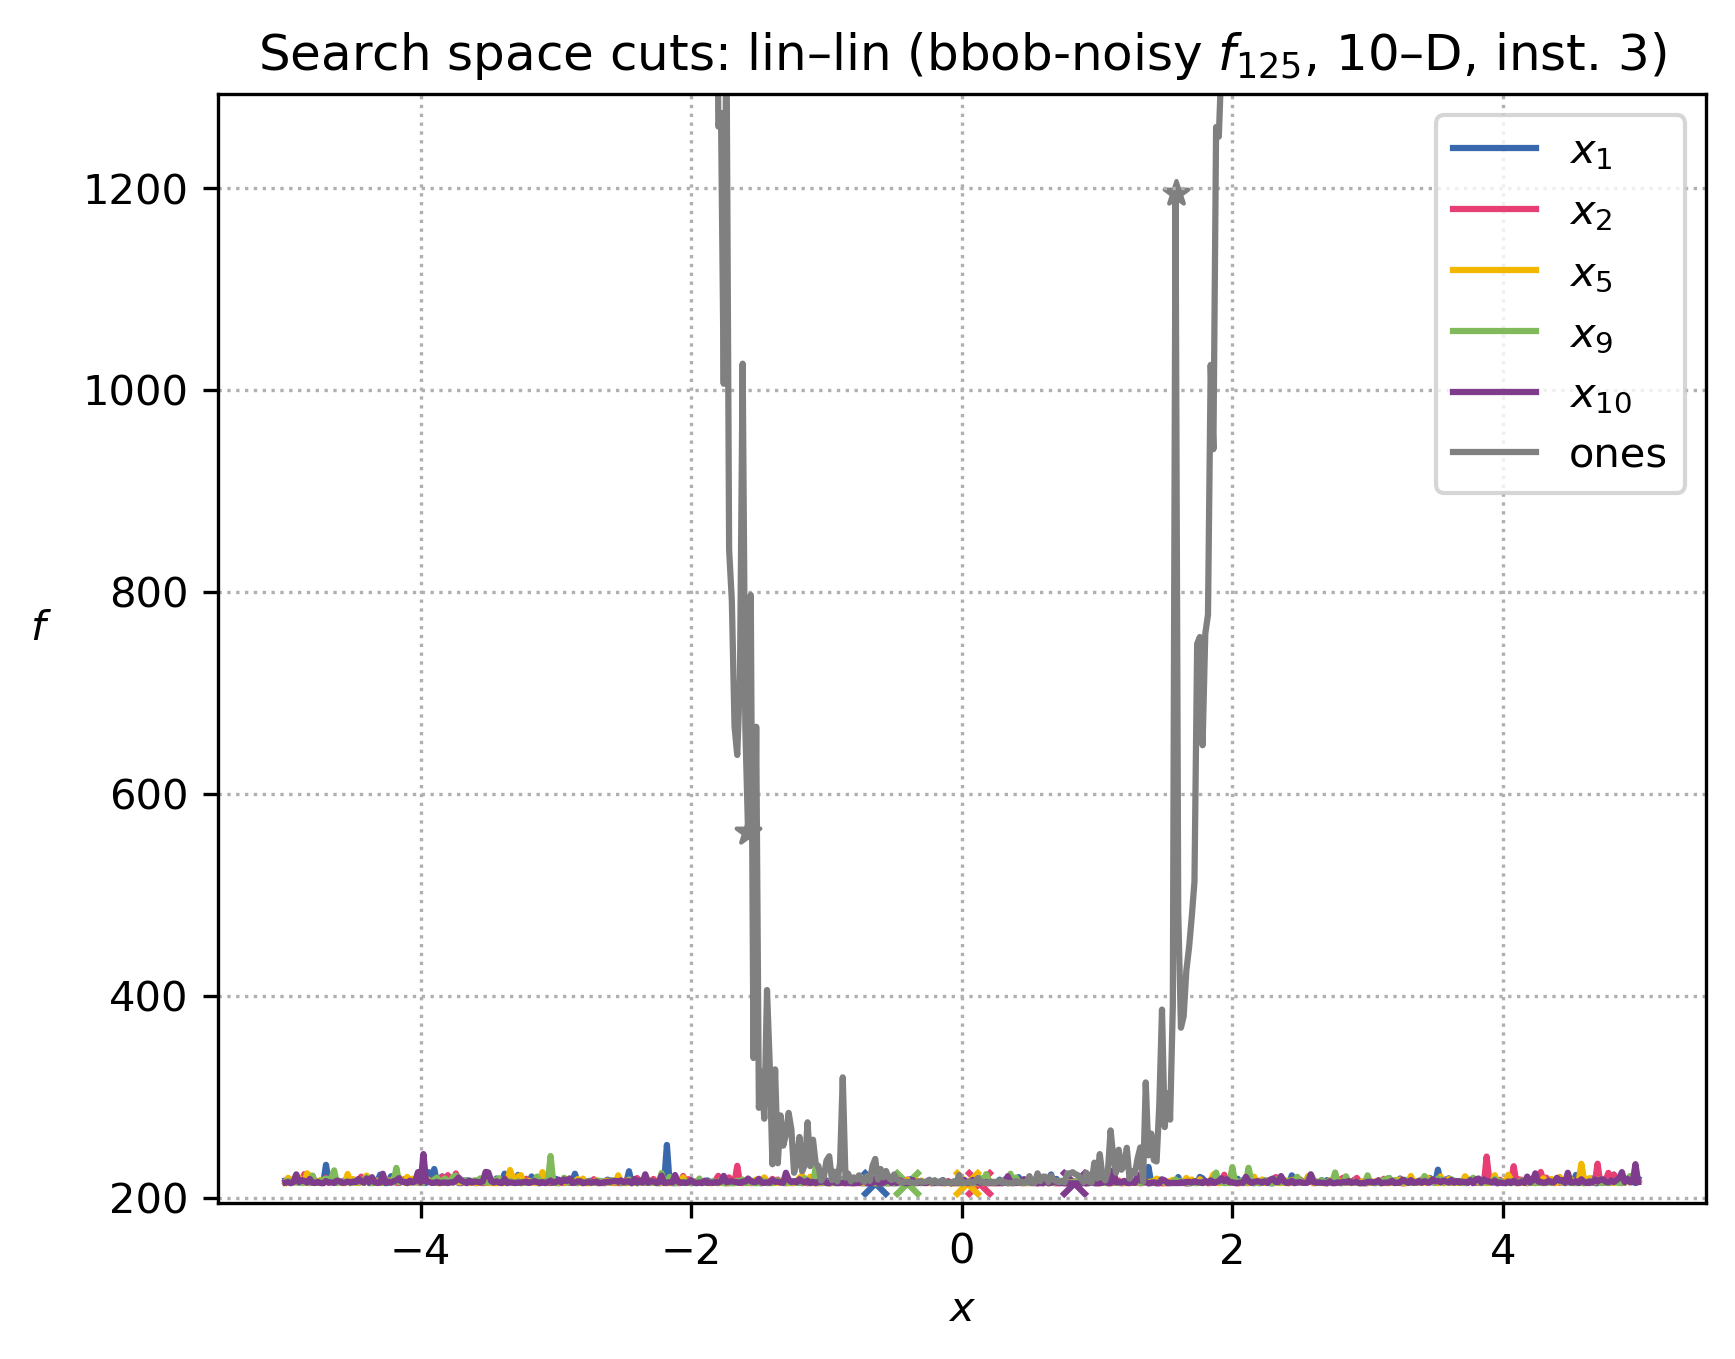 Search space cuts: lin–lin (bbob-noisy f₁₂₅, 10–D, inst. 3)
x₁
x₂
x₅
x₉
x₁₀
ones
1200
1000
800
600
400
200
f
−4
−2
0
2
4
x